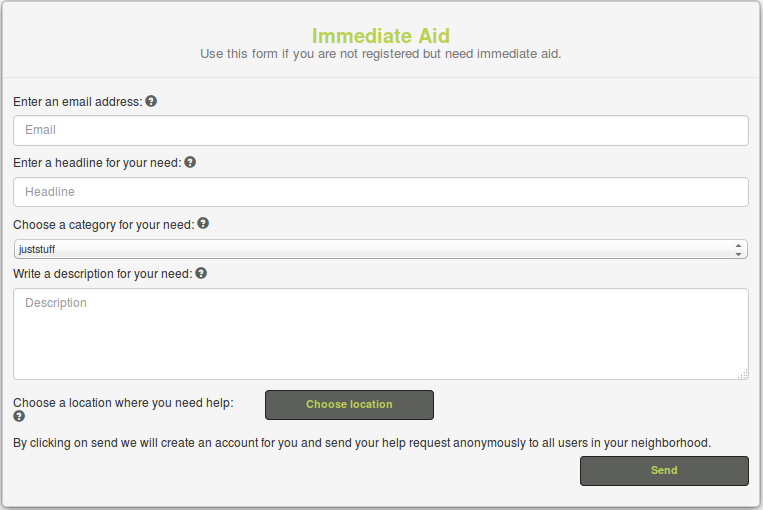 Immediate Aid
Use this form if you are not registered but need immediate aid.
Enter an email address: ?
Email
Enter a headline for your need: ?
Headline
Choose a category for your need: ?
juststuff
Write a description for your need: ?
Description
Choose a location where you need help:
?
Choose location
By clicking on send we will create an account for you and send your help request anonymously to all users in your neighborhood.
Send